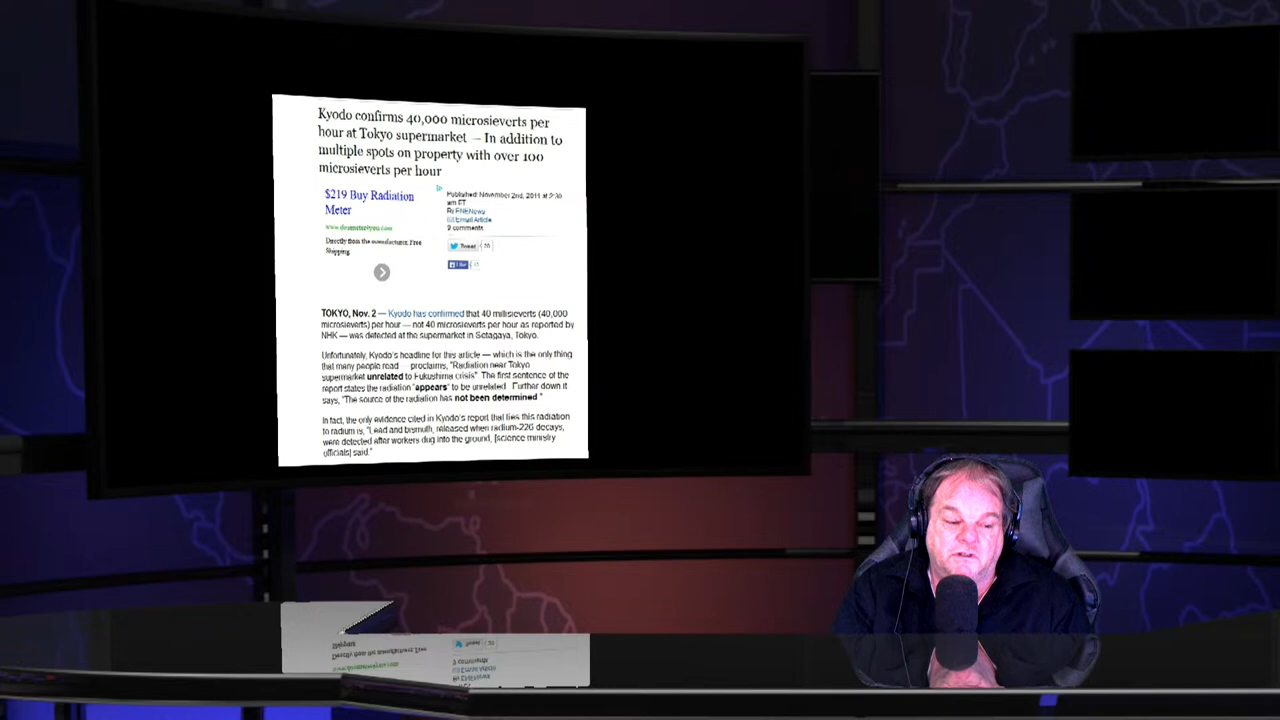 Kyodo confirms 40,000 microsieverts per
hour at Tokyo supermarket — In addition to
multiple spots on property with over 100
microsieverts per hour
$219 Buy Radiation
Meter
Directly from the manufacturer. Free
Shipping
Published: November 2nd, 2011 at
am ET
By ENENews
Email Article
9 comments
Tweet
Like
TOKYO, Nov. 2 — Kyodo has confirmed that 40 millisieverts (40,000
microsieverts) per hour — not 40 microsieverts per hour as reported by
NHK — was detected at the supermarket in Setagaya, Tokyo.
Unfortunately, Kyodo's headline for this article — which is the only thing
that many people read proclaims, "Radiation near Tokyo
supermarket unrelated to Fukushima crisis" The first sentence of the
report states the radiation "appears" to be unrelated Further down it
says, "The source of the radiation has not been determined "
In fact, the only evidence cited in Kyodo's report that ties this radiation
to radium is, "Lead and bismuth, released when radium-226 decays,
were detected after workers dug into the ground, [science ministry
officials] said."